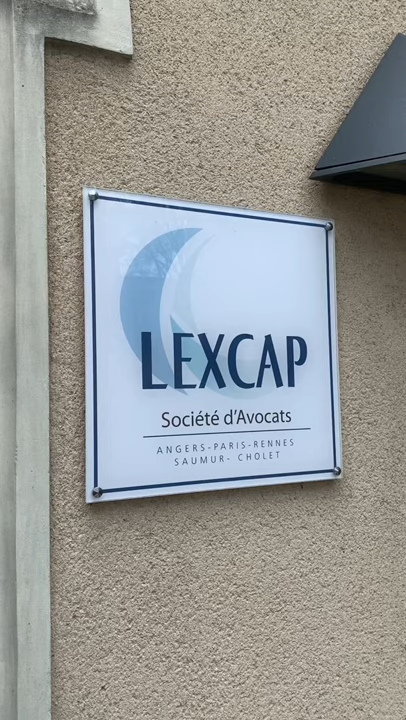 LEXCAP
Société d'Avocats
ANGERS-PARIS-RENNES
SAUMUR- CHOLET